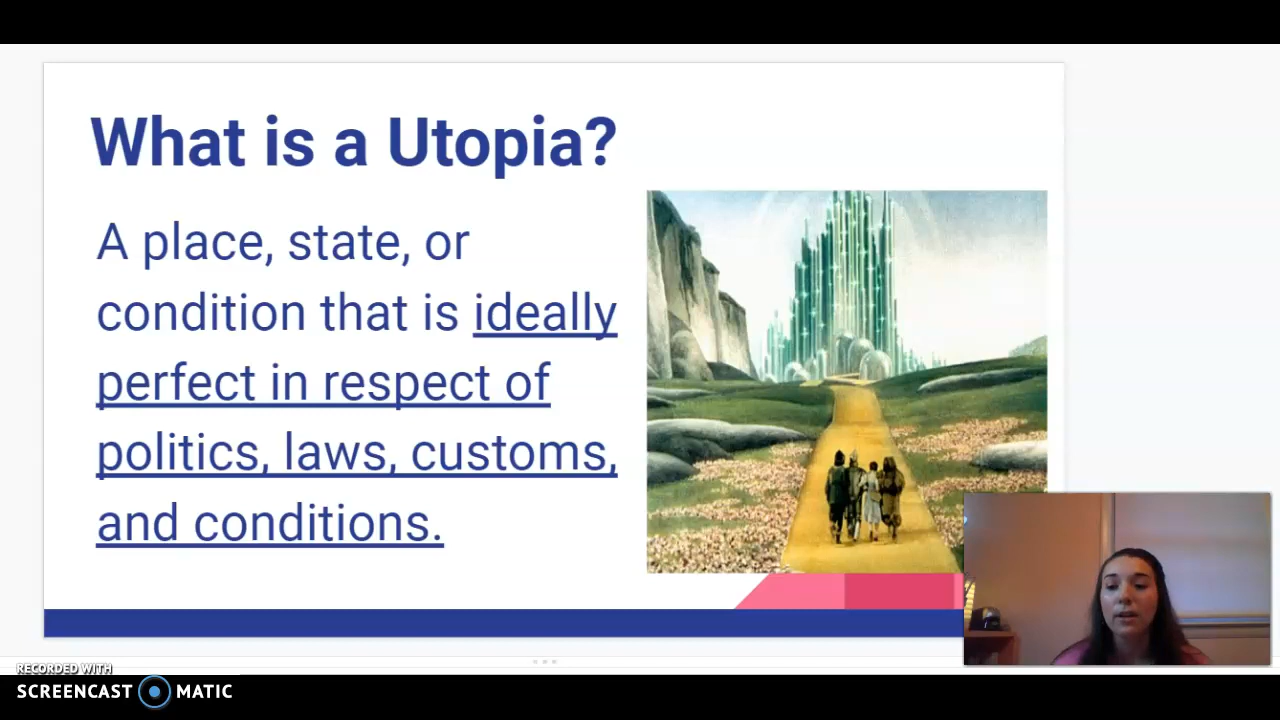 What is a Utopia?
A place, state, or
condition that is ideally
perfect in respect of
politics, laws, customs,
and conditions.
RECORDED WITH
SCREENCAST MATIC